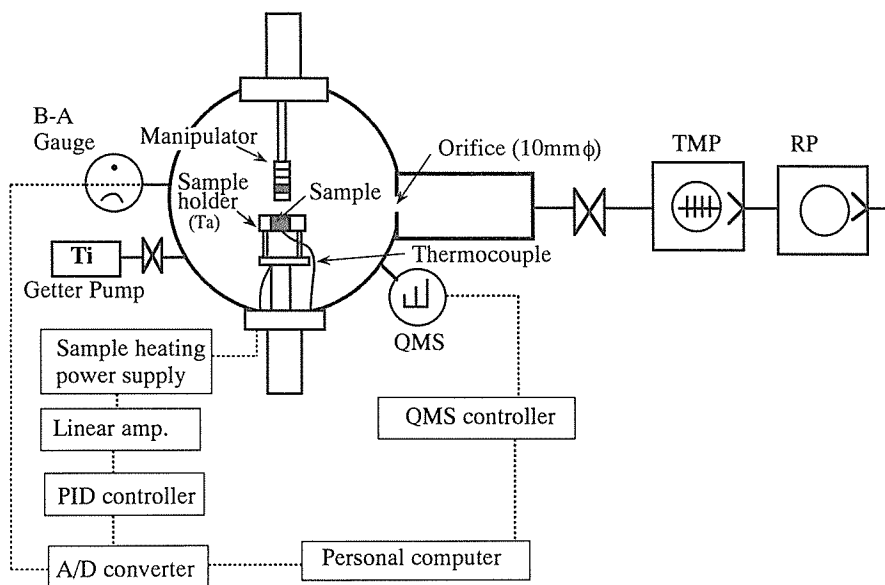 B-A
Gauge
Manipulator
Orifice (10mmϕ)
TMP
RP
Sample
holder
(Ta)
Sample
Thermocouple
Ti
Getter Pump
QMS
Sample heating
power supply
QMS controller
Linear amp.
PID controller
Personal computer
A/D converter